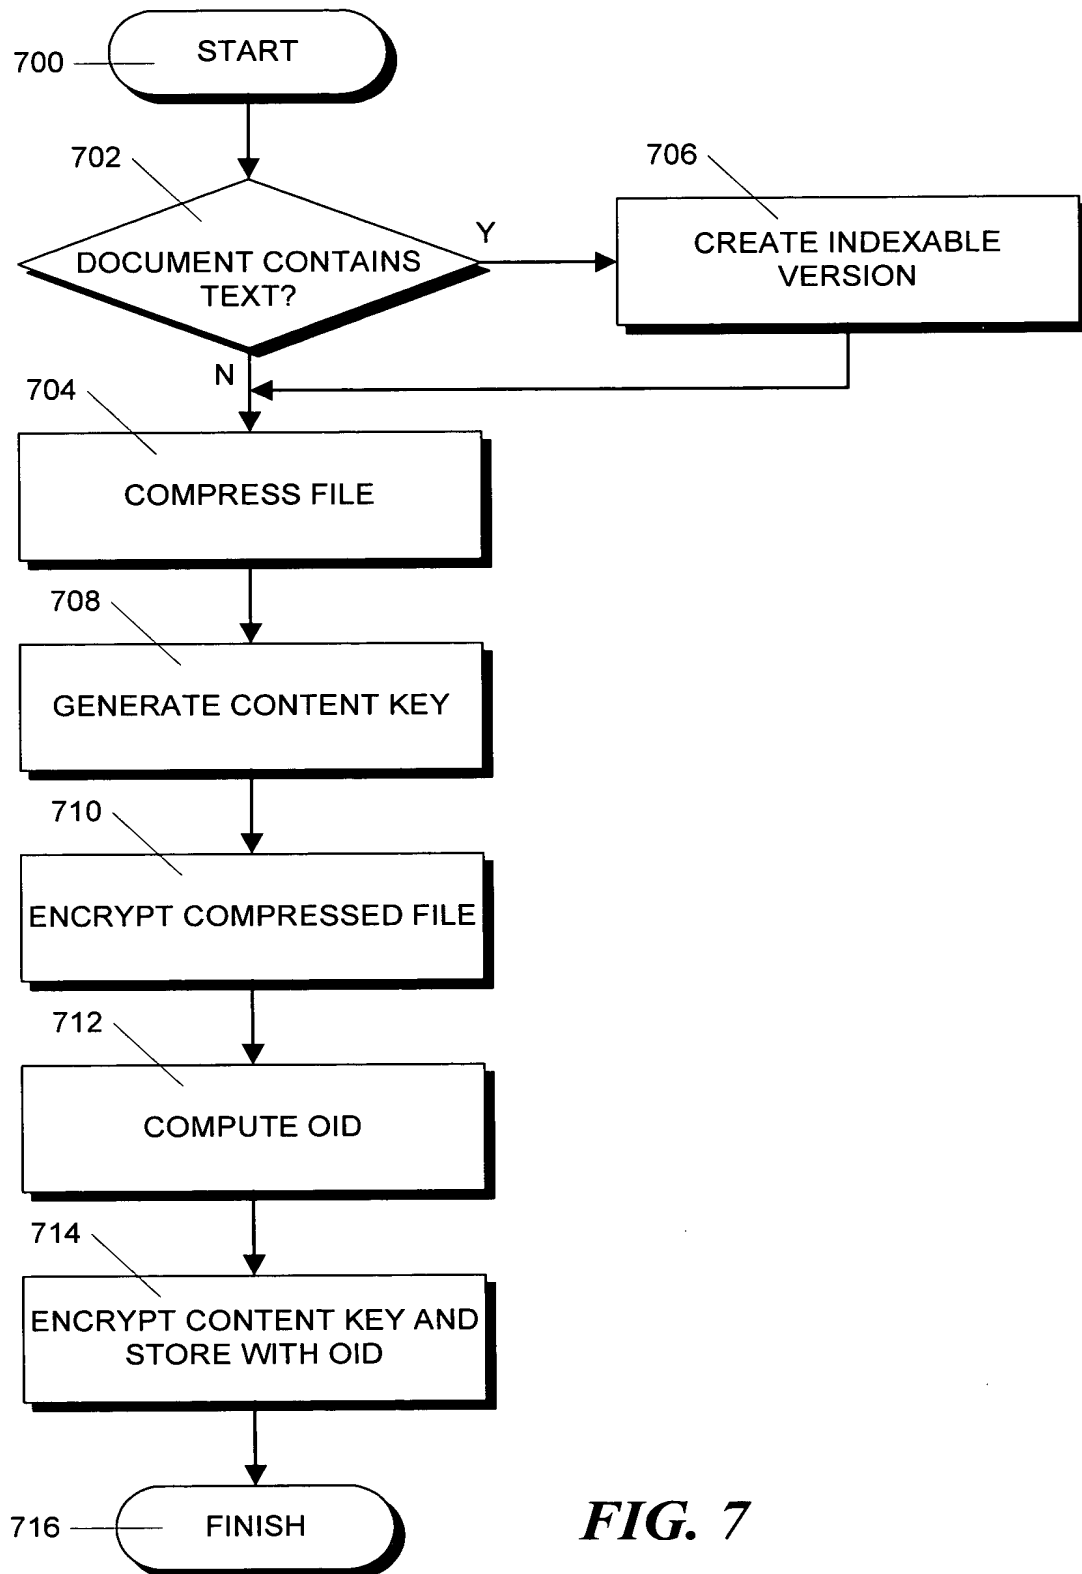 START
700
702
706
Y
CREATE INDEXABLE
VERSION
DOCUMENT CONTAINS
TEXT?
N
704
COMPRESS FILE
708
GENERATE CONTENT KEY
710
ENCRYPT COMPRESSED FILE
712
COMPUTE OID
714
ENCRYPT CONTENT KEY AND
STORE WITH OID
716
FINISH
FIG. 7